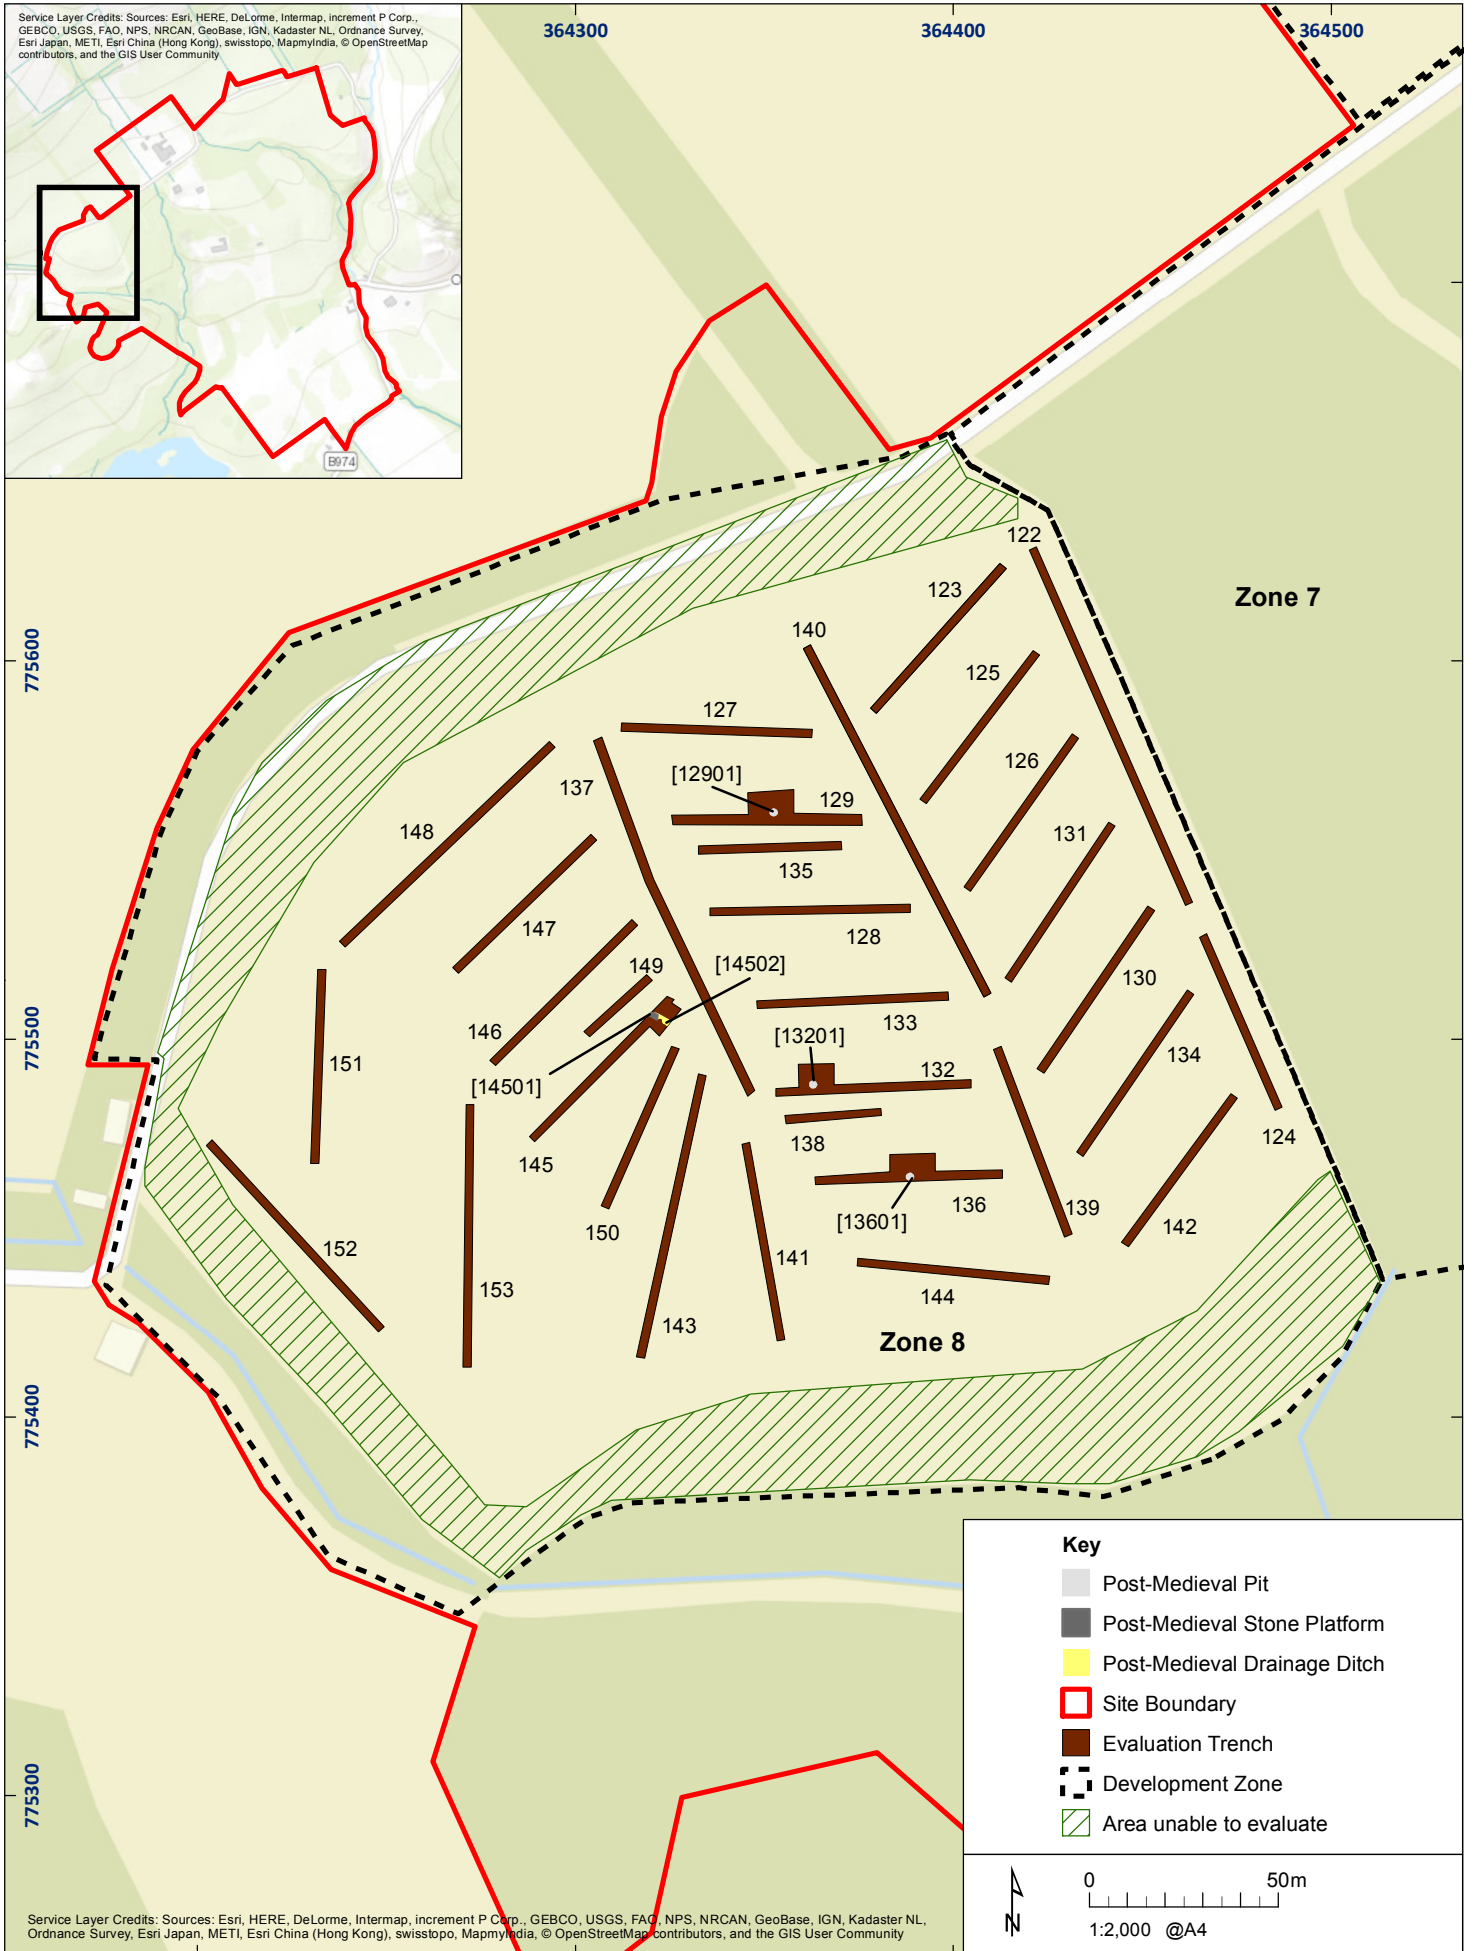 Service Layer Credits: Sources: Esri, HERE, DeLorme, Intermap, increment P Corp.,
GEBCO, USGS, FAO, NPS, NRCAN, GeoBase, IGN, Kadaster NL, Ordnance Survey,
Esri Japan, METI, Esri China (Hong Kong), swisstopo, MapmyIndia, © OpenStreetMap
contributors, and the GIS User Community
B974
364300
364400
364500
775600
775500
775400
775300
122
123
Zone 7
140
125
127
126
137
[12901]
129
148
131
135
147
128
149
[14502]
130
146
133
[13201]
134
151
132
[14501]
138
124
145
136
150
[13601]
139
142
152
141
153
144
143
Zone 8
Key
Post-Medieval Pit
Post-Medieval Stone Platform
Post-Medieval Drainage Ditch
Site Boundary
Evaluation Trench
Development Zone
Area unable to evaluate
N
0 50m
1:2,000 @A4
Service Layer Credits: Sources: Esri, HERE, DeLorme, Intermap, increment P Corp., GEBCO, USGS, FAO, NPS, NRCAN, GeoBase, IGN, Kadaster NL,
Ordnance Survey, Esri Japan, METI, Esri China (Hong Kong), swisstopo, MapmyIndia, © OpenStreetMap contributors, and the GIS User Community